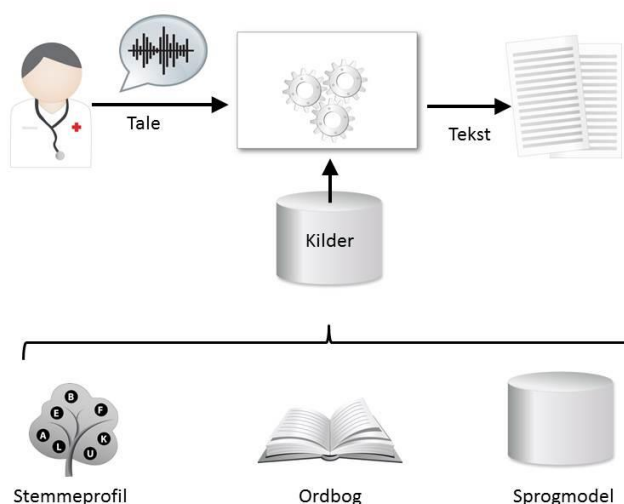 Tale
Tekst
Kilder
B
E
F
A
K
L
U
Stemmeprofil
Ordbog
Sprogmodel